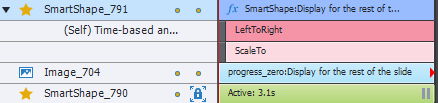 SmartShape_791
fx SmartShape:Display for the rest of t...
(Self) Time-based an...
LeftToRight
ScaleTo
Image_704
progress_zero:Display for the rest of the slide
SmartShape_790
Active: 3.1s